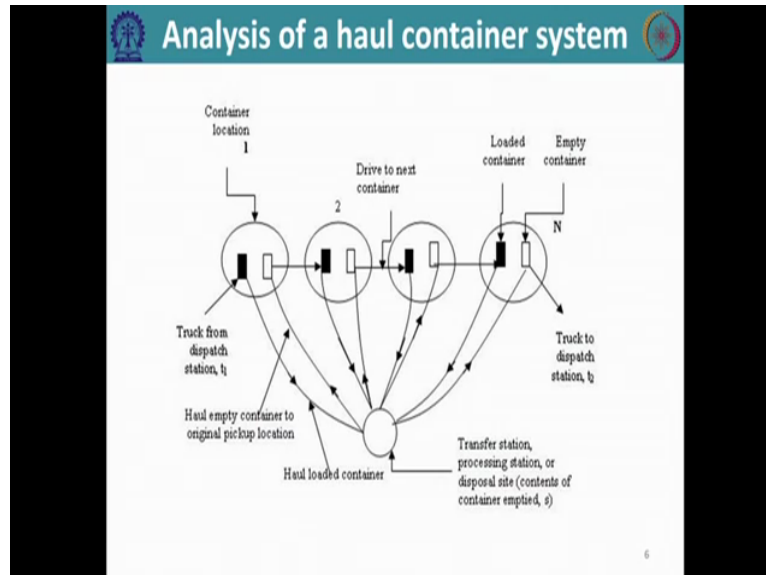 Analysis of a haul container system
Container
location
1
Loaded
container
Empty
container
Drive to next
container
2
N
Truck from
dispatch
station, t₁
Truck to
dispatch
station, t₂
Haul empty container to
original pickup location
Haul loaded container
Transfer station,
processing station, or
disposal site (contents of
container emptied, s)
6